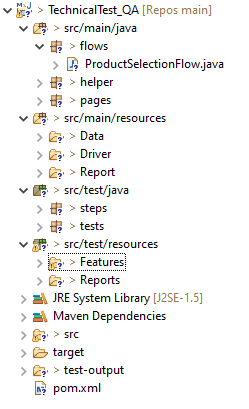 > TechnicalTest_QA [Repos main]
> src/main/java
> flows
> ProductSelectionFlow.java
> helper
> pages
> src/main/resources
> Data
> Driver
> Report
> src/test/java
> steps
> tests
> src/test/resources
> Features
> Reports
JRE System Library [J2SE-1.5]
Maven Dependencies
> src
target
> test-output
pom.xml